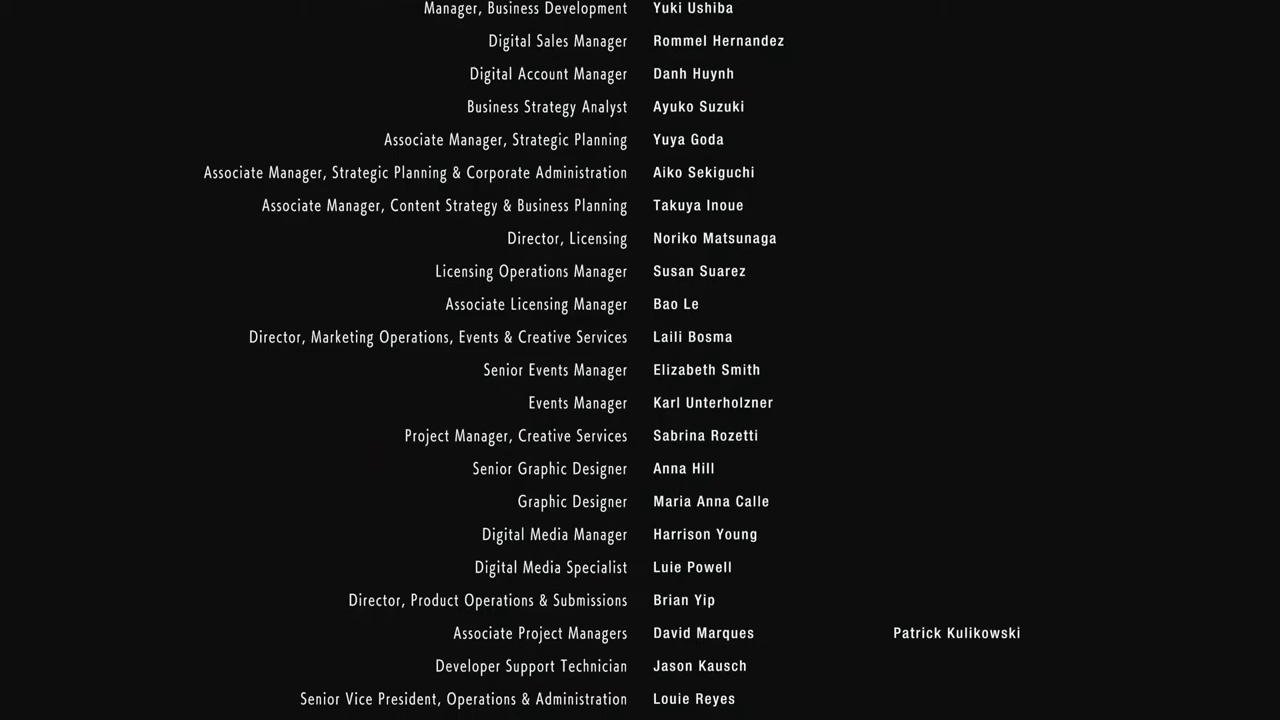 Manager, Business Development Yuki Ushiba
Digital Sales Manager Rommel Hernandez
Digital Account Manager Danh Huynh
Business Strategy Analyst Ayuko Suzuki
Associate Manager, Strategic Planning Yuya Goda
Associate Manager, Strategic Planning & Corporate Administration Aiko Sekiguchi
Associate Manager, Content Strategy & Business Planning Takuya Inoue
Director, Licensing Noriko Matsunaga
Licensing Operations Manager Susan Suarez
Associate Licensing Manager Bao Le
Director, Marketing Operations, Events & Creative Services Laili Bosma
Senior Events Manager Elizabeth Smith
Events Manager Karl Unterholzner
Project Manager, Creative Services Sabrina Rozetti
Senior Graphic Designer Anna Hill
Graphic Designer Maria Anna Calle
Digital Media Manager Harrison Young
Digital Media Specialist Luie Powell
Director, Product Operations & Submissions Brian Yip
Associate Project Managers David Marques Patrick Kulikowski
Developer Support Technician Jason Kausch
Senior Vice President, Operations & Administration Louie Reyes